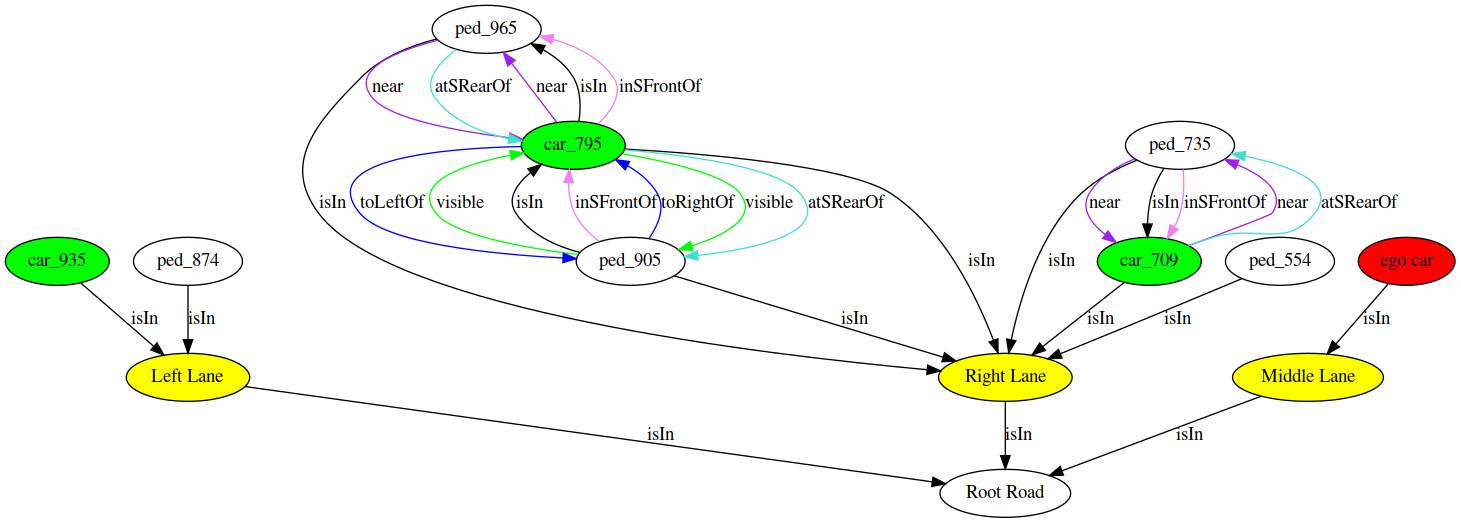 ped_965
near
atSRearOf
near
isIn
inSFrontOf
car_795
ped_735
isIn
toLeftOf
visible
isIn
inSFrontOf
toRightOf
visible
atSRearOf
near
isIn
inSFrontOf
near
atSRearOf
car_935
ped_874
ped_905
isIn
isIn
car_709
ped_554
ego car
isIn
isIn
isIn
isIn
isIn
isIn
Left Lane
Right Lane
Middle Lane
isIn
isIn
isIn
Root Road